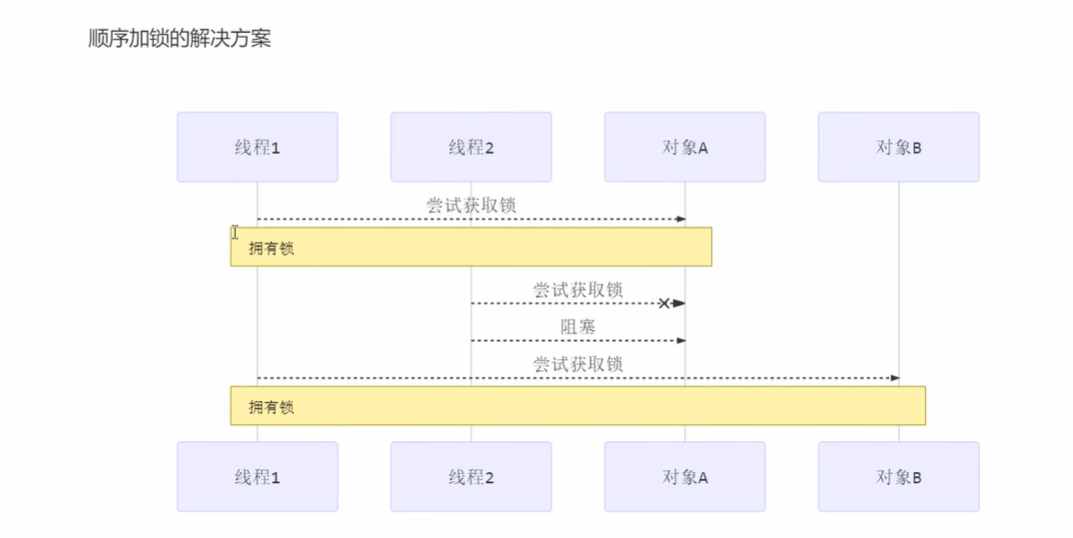 顺序加锁的解决方案
线程1
线程2
对象A
对象B
尝试获取锁
拥有锁
尝试获取锁
阻塞
尝试获取锁
拥有锁
线程1
线程2
对象A
对象B